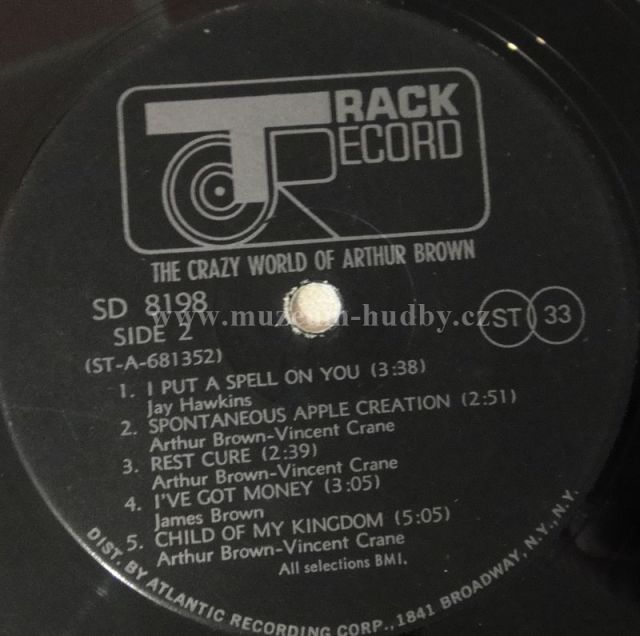 TRACK
RECORD
THE CRAZY WORLD OF ARTHUR BROWN
SD 8198
SIDE 2
(ST-A-681352)
ST 33
www.muzeum-hudby.cz
1. I PUT A SPELL ON YOU (3:38)
Jay Hawkins
2. SPONTANEOUS APPLE CREATION (2:51)
Arthur Brown-Vincent Crane
3. REST CURE (2:39)
Arthur Brown-Vincent Crane
4. I'VE GOT MONEY (3:05)
James Brown
5. CHILD OF MY KINGDOM (5:05)
Arthur Brown-Vincent Crane
All selections BMI.
DIST. BY ATLANTIC RECORDING CORP., 1841 BROADWAY, N.Y., N.Y.